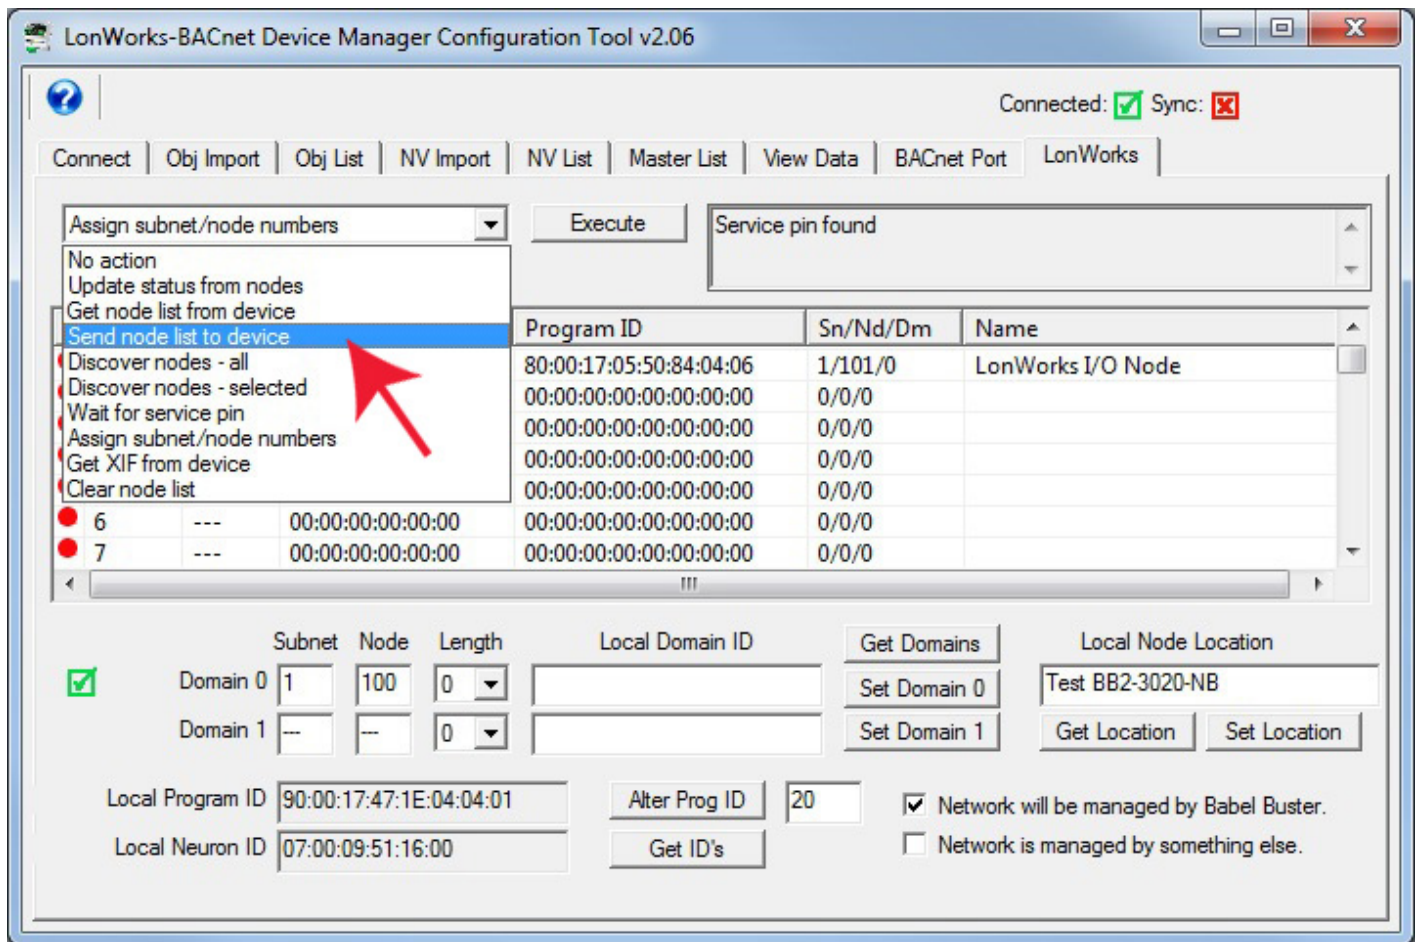 LonWorks-BACnet Device Manager Configuration Tool v2.06
Connected: Sync:
Connect Obj Import Obj List NV Import NV List Master List View Data BACnet Port LonWorks
Assign subnet/node numbers Execute Service pin found
No action
Update status from nodes
Get node list from device
Send node list to device
Discover nodes - all
Discover nodes - selected
Wait for service pin
Assign subnet/node numbers
Get XIF from device
Clear node list
Program ID Sn/Nd/Dm Name
80:00:17:05:50:84:04:06 1/101/0 LonWorks I/O Node
00:00:00:00:00:00:00:00 0/0/0
00:00:00:00:00:00:00:00 0/0/0
00:00:00:00:00:00:00:00 0/0/0
00:00:00:00:00:00:00:00 0/0/0
6 --- 00:00:00:00:00:00 00:00:00:00:00:00:00:00 0/0/0
7 --- 00:00:00:00:00:00 00:00:00:00:00:00:00:00 0/0/0
Subnet Node Length Local Domain ID Get Domains Local Node Location
Domain 0 1 100 0 Set Domain 0 Test BB2-3020-NB
Domain 1 --- --- 0 Set Domain 1 Get Location Set Location
Local Program ID 90:00:17:47:1E:04:04:01 Alter Prog ID 20 Network will be managed by Babel Buster.
Local Neuron ID 07:00:09:51:16:00 Get ID's Network is managed by something else.